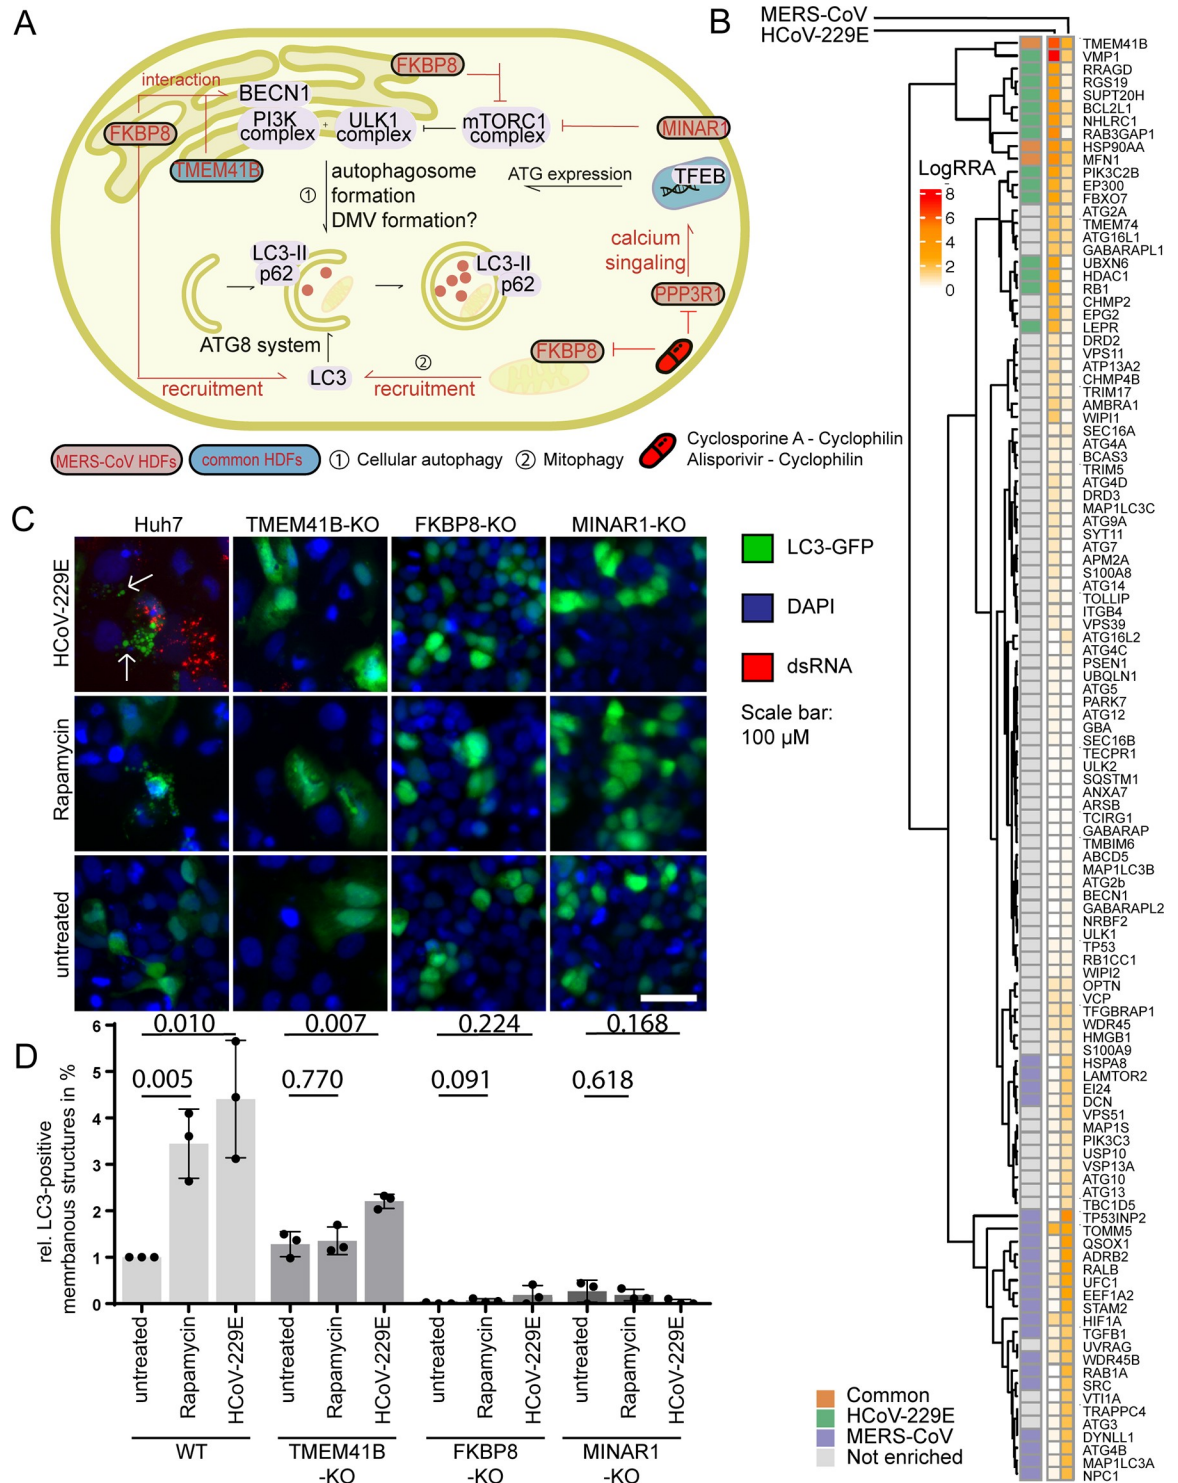 A
FKBP8
interaction
BECN1
FKBP8
PI3K
complex
+
ULK1
complex
mTORC1
complex
MINAR1
TMEM41B
①
autophagosome
formation
DMV formation?
ATG expression
TFEB
LC3-II
p62
LC3-II
p62
calcium
singaling
PPP3R1
ATG8 system
LC3
②
FKBP8
recruitment
recruitment
MERS-CoV HDFs
common HDFs
① Cellular autophagy
② Mitophagy
Cyclosporine A - Cyclophilin
Alisporivir - Cyclophilin
B
MERS-CoV
HCoV-229E
LogRRA
8
6
4
2
0
TMEM41B
VMP1
RRAGD
RGS19
SUPT20H
BCL2L1
NHLRC1
RAB3GAP1
HSP90AA
MFN1
PIK3C2B
EP300
FBXO7
ATG2A
TMEM74
ATG16L1
GABARAPL1
UBXN6
HDAC1
RB1
CHMP2
EPG2
LEPR
DRD2
VPS11
ATP13A2
CHMP4B
TRIM17
AMBRA1
WIPI1
SEC16A
ATG4A
BCAS3
TRIM5
ATG4D
DRD3
MAP1LC3C
ATG9A
SYT11
ATG7
APM2A
S100A8
ATG14
TOLLIP
ITGB4
VPS39
ATG16L2
ATG4C
PSEN1
UBQLN1
ATG5
PARK7
ATG12
GBA
SEC16B
TECPR1
ULK2
SQSTM1
ANXA7
ARSB
TCIRG1
GABARAP
TMBIM6
ABCD5
MAP1LC3B
ATG2b
BECN1
GABARAPL2
NRBF2
ULK1
TP53
RB1CC1
WIPI2
OPTN
VCP
TFGBRAP1
WDR45
HMGB1
S100A9
HSPA8
LAMTOR2
EI24
DCN
VPS51
MAP1S
PIK3C3
USP10
VSP13A
ATG10
ATG13
TBC1D5
TP53INP2
TOMM5
QSOX1
ADRB2
RALB
UFC1
EEF1A2
STAM2
HIF1A
TGFB1
UVRAG
WDR45B
RAB1A
SRC
VTI1A
TRAPPC4
ATG3
DYNLL1
ATG4B
MAP1LC3A
NPC1
Common
HCoV-229E
MERS-CoV
Not enriched
C
Huh7
TMEM41B-KO
FKBP8-KO
MINAR1-KO
HCoV-229E
Rapamycin
untreated
LC3-GFP
DAPI
dsRNA
Scale bar:
100 µM
D
rel. LC3-positive
memrbanous structures in %
6
5
4
3
2
1
0
0.010
0.007
0.224
0.168
0.005
0.770
0.091
0.618
untreated
Rapamycin
HCoV-229E
untreated
Rapamycin
HCoV-229E
untreated
Rapamycin
HCoV-229E
untreated
Rapamycin
HCoV-229E
WT
TMEM41B
-KO
FKBP8
-KO
MINAR1
-KO